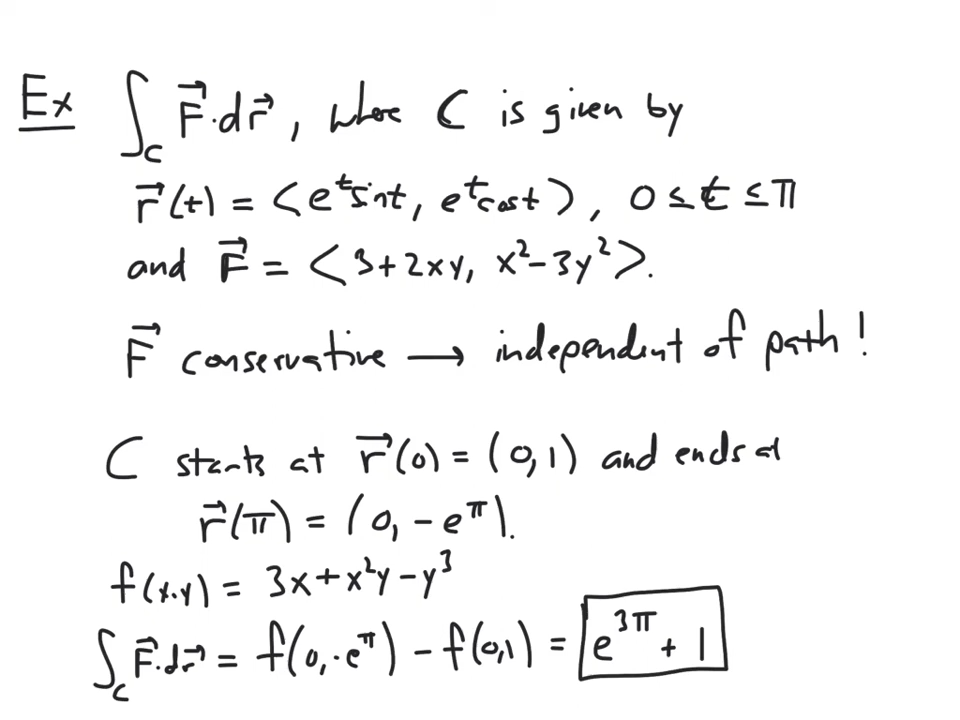 Ex ∫_C F⃗·dr⃗, where C is given by
r⃗(t) = <e^t sin t, e^t cos t>, 0 ≤ t ≤ π
and F⃗ = <3+2xy, x²-3y²>.
F⃗ conservative → independent of path!
C starts at r⃗(0) = (0,1) and ends at
r⃗(π) = (0, -e^π).
f(x,y) = 3x+x²y-y³
∫_C F⃗·dr⃗ = f(0,-e^π) - f(0,1) = e^{3π} + 1